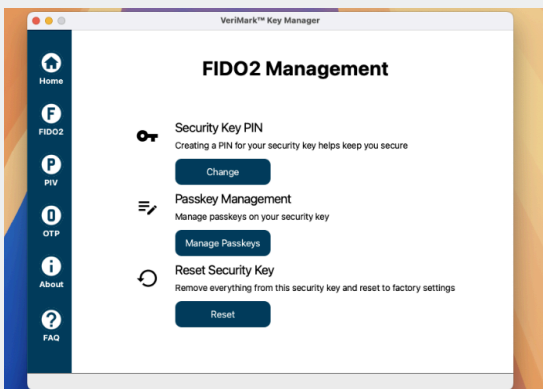 VeriMark™ Key Manager
Home
FIDO2
PIV
OTP
About
FAQ
FIDO2 Management
Security Key PIN
Creating a PIN for your security key helps keep you secure
Change
Passkey Management
Manage passkeys on your security key
Manage Passkeys
Reset Security Key
Remove everything from this security key and reset to factory settings
Reset